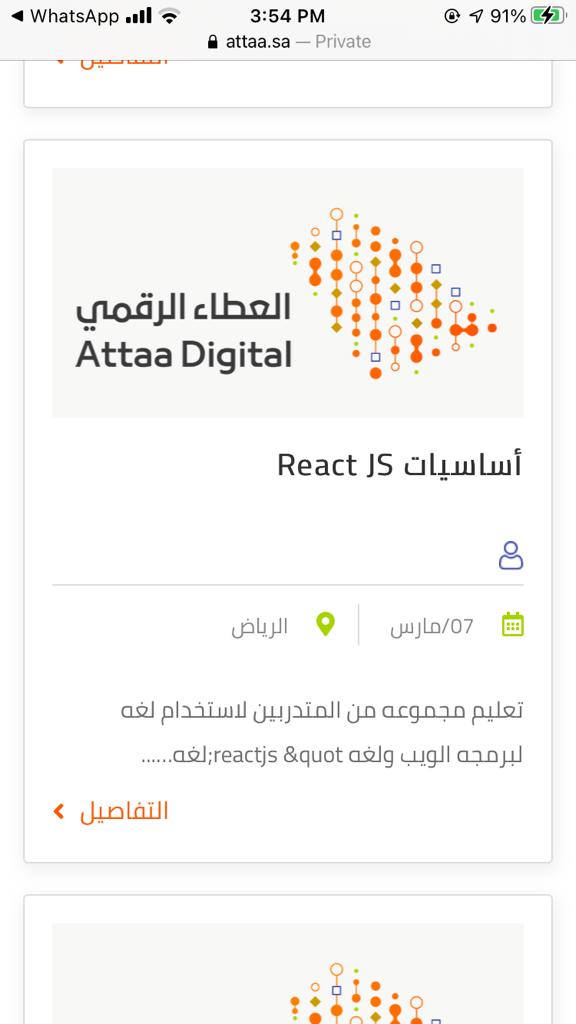 WhatsApp 3:54 PM 91%
attaa.sa — Private
التفاصيل
العطاء الرقمي
Attaa Digital
أساسيات React JS
07/مارس
الرياض
تعليم مجموعه من المتدربين لاستخدام لغه
لبرمجه الويب ولغه reactjs &quot;لغه......
التفاصيل